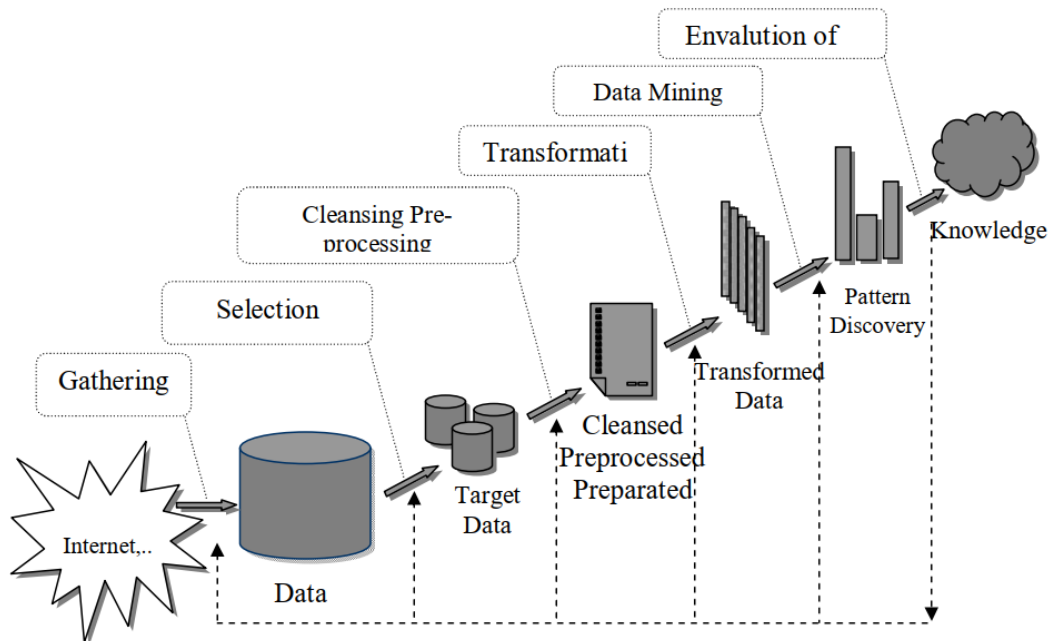 Envalution of
Data Mining
Transformati
Cleansing Pre-
processing
Selection
Gathering
Internet,..
Data
Target
Data
Cleansed
Preprocessed
Preparated
Transformed
Data
Pattern
Discovery
Knowledge